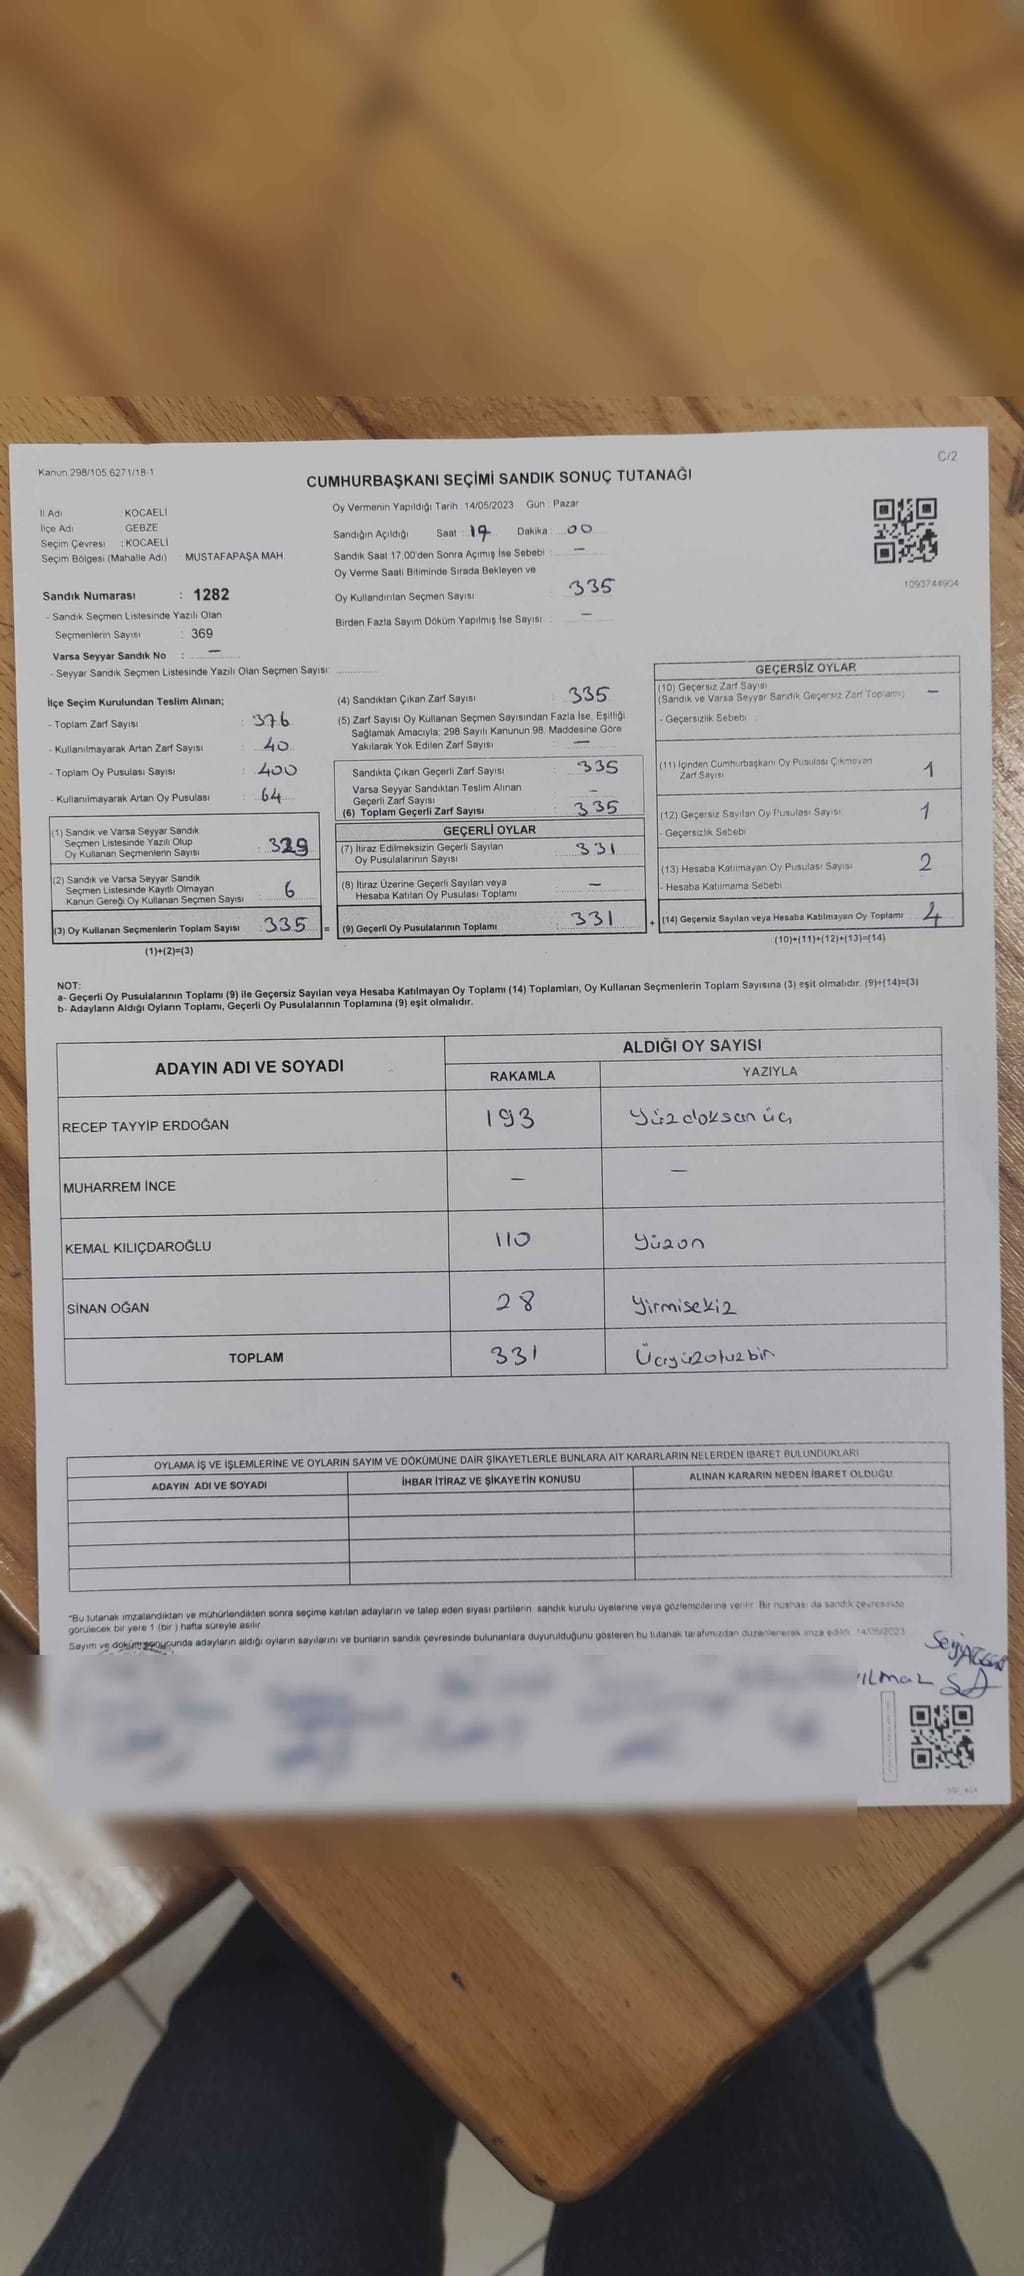 Kanun:298/105.6271/18-1
C/2
CUMHURBAŞKANI SEÇİMİ SANDIK SONUÇ TUTANAĞI
İl Adı : KOCAELİ
İlçe Adı : GEBZE
Seçim Çevresi : KOCAELİ
Seçim Bölgesi (Mahalle Adı) : MUSTAFAPAŞA MAH
Sandık Numarası : 1282
- Sandık Seçmen Listesinde Yazılı Olan
Seçmenlerin Sayısı : 369
Varsa Seyyar Sandık No : –
- Seyyar Sandık Seçmen Listesinde Yazılı Olan Seçmen Sayısı: ............
Oy Vermenin Yapıldığı Tarih :14/05/2023 Gün : Pazar
Sandığın Açıldığı Saat : 17 Dakika : 00
Sandık Saat 17.00'den Sonra Açımış İse Sebebi : –
Oy Verme Saati Bitiminde Sırada Bekleyen ve
Oy Kullandırılan Seçmen Sayısı : 335
Birden Fazla Sayım Döküm Yapılmış İse Sayısı : –
1093744904
İlçe Seçim Kurulundan Teslim Alınan;
- Toplam Zarf Sayısı : 376
- Kullanılmayarak Artan Zarf Sayısı : 40
- Toplam Oy Pusulası Sayısı : 400
- Kullanılmayarak Artan Oy Pusulası : 64
(1) Sandık ve Varsa Seyyar Sandık
Seçmen Listesinde Yazılı Olup
Oy Kullanan Seçmenlerin Sayısı : 329
(2) Sandık ve Varsa Seyyar Sandık
Seçmen Listesinde Kayıtlı Olmayan
Kanun Gereği Oy Kullanan Seçmen Sayısı : 6
(3) Oy Kullanan Seçmenlerin Toplam Sayısı : 335 =
(1)+(2)=(3)
(4) Sandıktan Çıkan Zarf Sayısı : 335
(5) Zarf Sayısı Oy Kullanan Seçmen Sayısından Fazla İse, Eşitliği
Sağlamak Amacıyla; 298 Sayılı Kanunun 98. Maddesine Göre
Yakılarak Yok Edilen Zarf Sayısı : –
Sandıkta Çıkan Geçerli Zarf Sayısı : 335
Varsa Seyyar Sandıktan Teslim Alınan
Geçerli Zarf Sayısı : –
(6) Toplam Geçerli Zarf Sayısı : 335
GEÇERLİ OYLAR
(7) İtiraz Edilmeksizin Geçerli Sayılan
Oy Pusulalarının Sayısı : 331
(8) İtiraz Üzerine Geçerli Sayılan veya
Hesaba Katılan Oy Pusulası Toplamı : –
(9) Geçerli Oy Pusulalarının Toplamı : 331 +
GEÇERSİZ OYLAR
(10) Geçersiz Zarf Sayısı
(Sandık ve Varsa Seyyar Sandık Geçersiz Zarf Toplamı) –
- Geçersizlik Sebebi
(11) İçinden Cumhurbaşkanı Oy Pusulası Çıkmayan
Zarf Sayısı 1
(12) Geçersiz Sayılan Oy Pusulası Sayısı 1
- Geçersizlik Sebebi
(13) Hesaba Katılmayan Oy Pusulası Sayısı 2
- Hesaba Katılmama Sebebi
(14) Geçersiz Sayılan veya Hesaba Katılmayan Oy Toplamı 4
(10)+(11)+(12)+(13)=(14)
NOT:
a- Geçerli Oy Pusulalarının Toplamı (9) ile Geçersiz Sayılan veya Hesaba Katılmayan Oy Toplamı (14) Toplamları, Oy Kullanan Seçmenlerin Toplam Sayısına (3) eşit olmalıdır. (9)+(14)=(3)
b- Adayların Aldığı Oyların Toplamı, Geçerli Oy Pusulalarının Toplamına (9) eşit olmalıdır.
ADAYIN ADI VE SOYADI ALDIĞI OY SAYISI
RAKAMLA YAZIYLA
RECEP TAYYİP ERDOĞAN 193 Yüzdoksanüç
MUHARREM İNCE – –
KEMAL KILIÇDAROĞLU 110 Yüzon
SİNAN OĞAN 28 Yirmisekiz
TOPLAM 331 Üçyüzotuzbir
OYLAMA İŞ VE İŞLEMLERİNE VE OYLARIN SAYIM VE DÖKÜMÜNE DAİR ŞİKAYETLERLE BUNLARA AİT KARARLARIN NELERDEN İBARET BULUNDUKLARI
ADAYIN ADI VE SOYADI İHBAR İTİRAZ VE ŞİKAYETİN KONUSU ALINAN KARARIN NEDEN İBARET OLDUĞU
*Bu tutanak imzalandıktan ve mühürlendikten sonra seçime katılan adayların ve talep eden siyasi partilerin sandık kurulu üyelerine veya gözlemcilerine verilir. Bir nüshası da sandık çevresinde
görülecek bir yere 1 (bir) hafta süreyle asılır.
Sayım ve döküm sonucunda adayların aldığı oyların sayılarını ve bunların sandık çevresinde bulunanlara duyurulduğunu gösteren bu tutanak tarafımızdan düzenlenerek imza edildi. 14/05/2023
YILMAZ